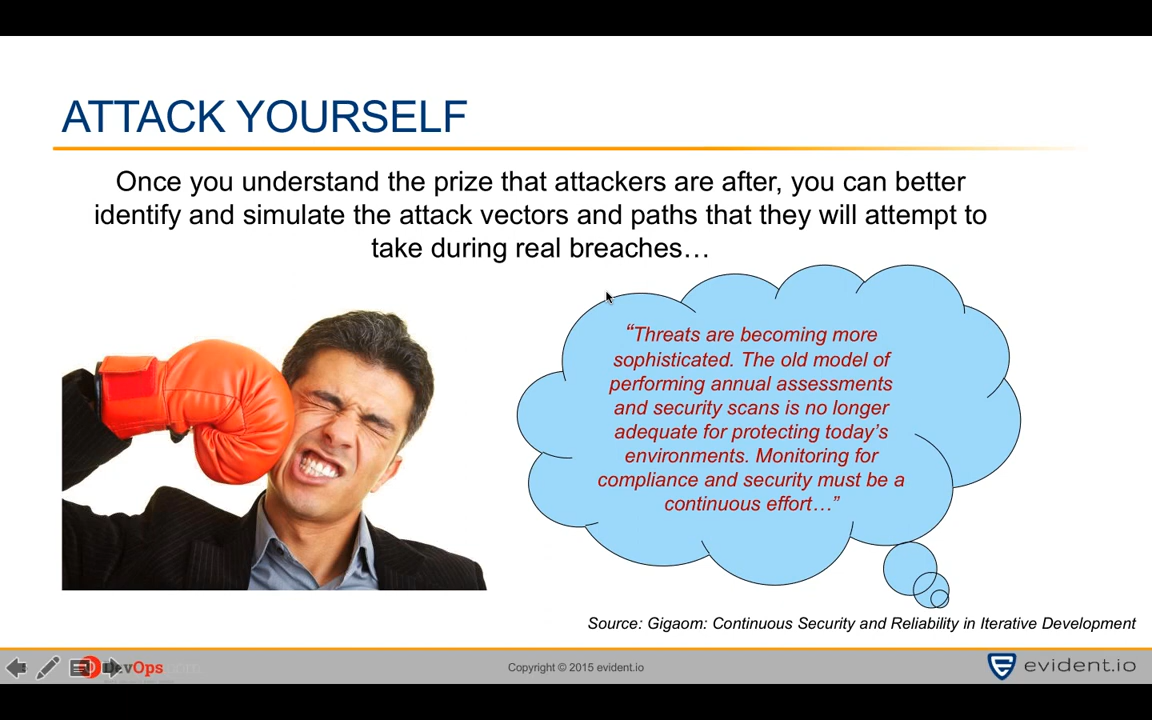 ATTACK YOURSELF
Once you understand the prize that attackers are after, you can better
identify and simulate the attack vectors and paths that they will attempt to
take during real breaches…
“Threats are becoming more
sophisticated. The old model of
performing annual assessments
and security scans is no longer
adequate for protecting today’s
environments. Monitoring for
compliance and security must be a
continuous effort…”
Source: Gigaom: Continuous Security and Reliability in Iterative Development
DevOps
Copyright © 2015 evident.io
evident.io